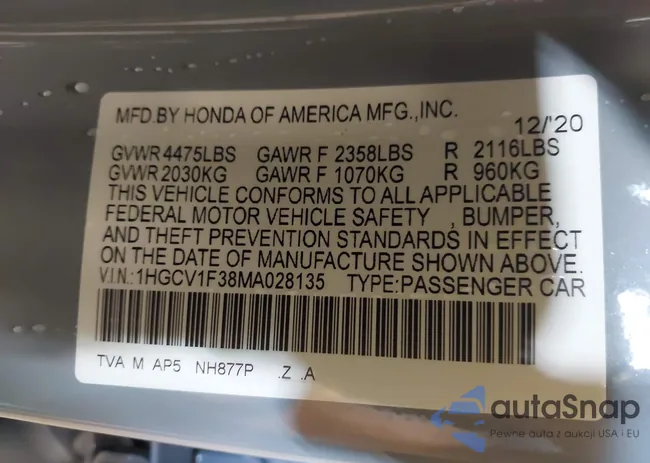 MFD.BY HONDA OF AMERICA MFG.,INC.
12/'20
GVWR 4475LBS GAWR F 2358LBS R 2116LBS
GVWR 2030KG GAWR F 1070KG R 960KG
THIS VEHICLE CONFORMS TO ALL APPLICABLE
FEDERAL MOTOR VEHICLE SAFETY , BUMPER,
AND THEFT PREVENTION STANDARDS IN EFFECT
ON THE DATE OF MANUFACTURE SHOWN ABOVE.
V.I.N.:1HGCV1F38MA028135 TYPE:PASSENGER CAR
TVA M AP5 NH877P .Z .A
autaSnap
Pewne auta z aukcji USA i EU